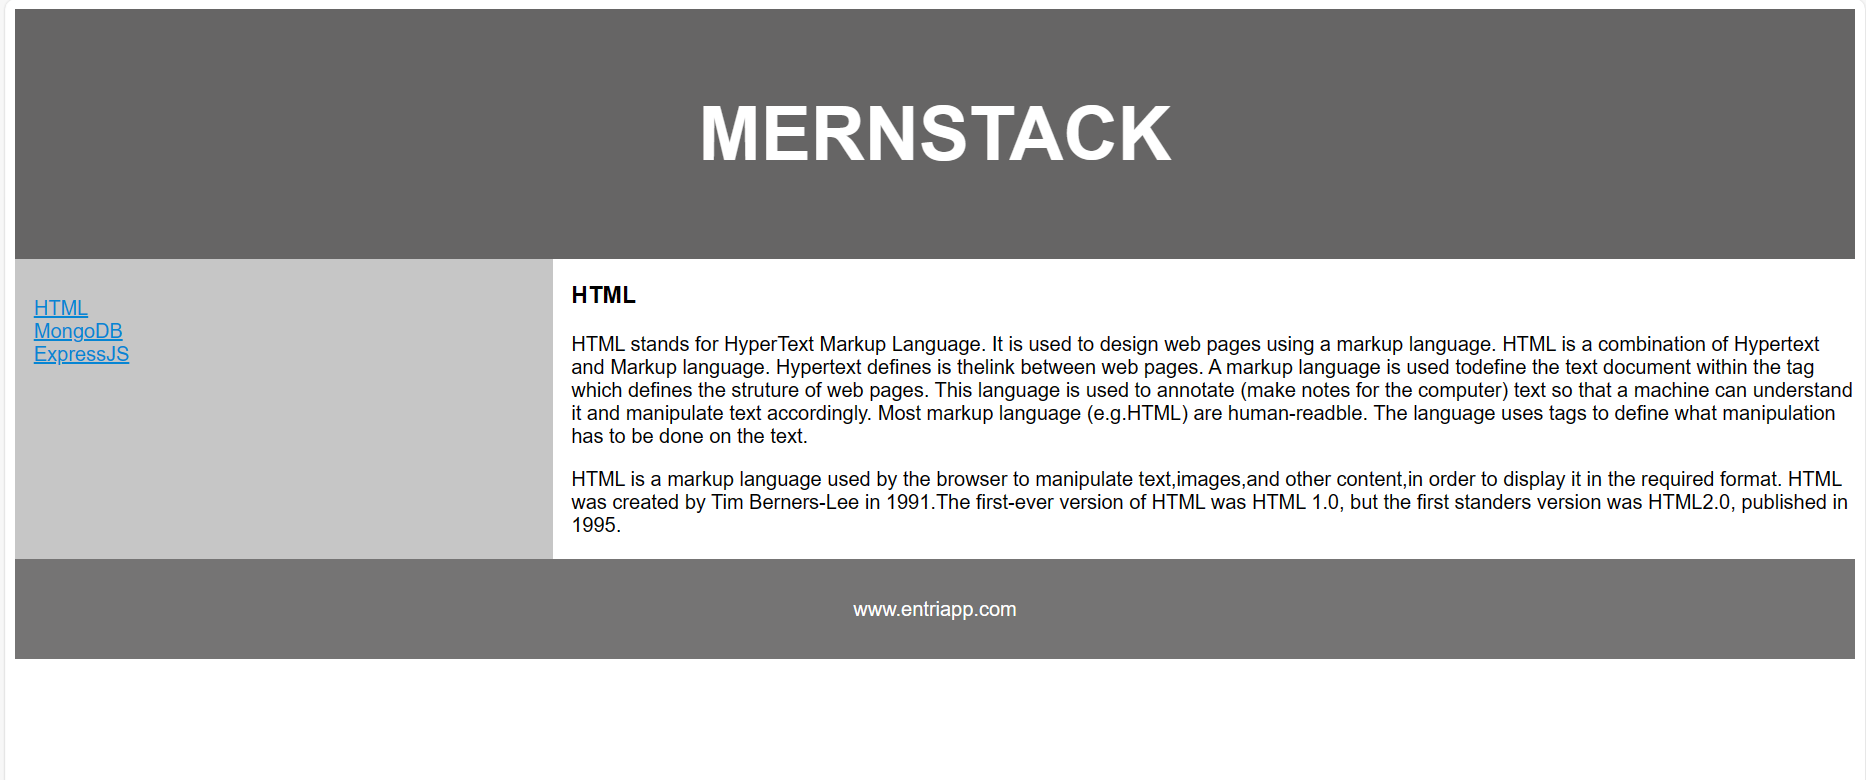 MERNSTACK
HTML
MongoDB
ExpressJS
HTML
HTML stands for HyperText Markup Language. It is used to design web pages using a markup language. HTML is a combination of Hypertext
and Markup language. Hypertext defines is thelink between web pages. A markup language is used todefine the text document within the tag
which defines the struture of web pages. This language is used to annotate (make notes for the computer) text so that a machine can understand
it and manipulate text accordingly. Most markup language (e.g.HTML) are human-readble. The language uses tags to define what manipulation
has to be done on the text.
HTML is a markup language used by the browser to manipulate text,images,and other content,in order to display it in the required format. HTML
was created by Tim Berners-Lee in 1991.The first-ever version of HTML was HTML 1.0, but the first standers version was HTML2.0, published in
1995.
www.entriapp.com